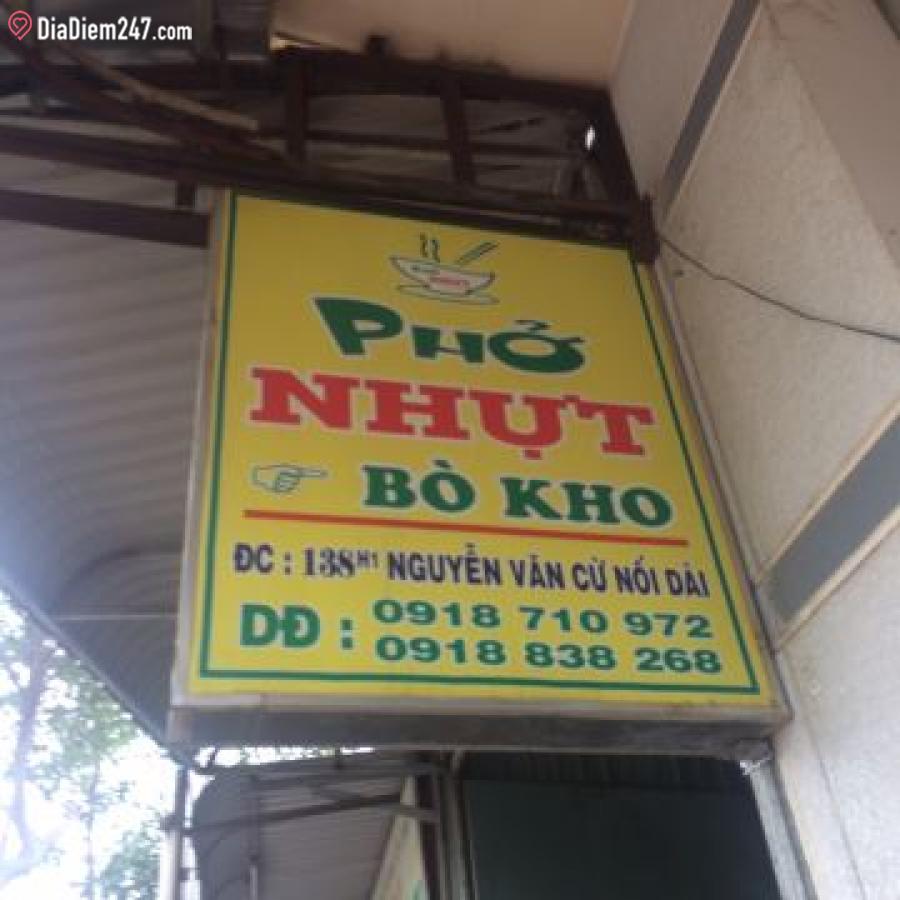 DiaDiem247.com
PHỞ
NHỰT
BÒ KHO
ĐC : 138H1 NGUYỄN VĂN CỪ NỐI DÀI
DĐ : 0918 710 972
0918 838 268